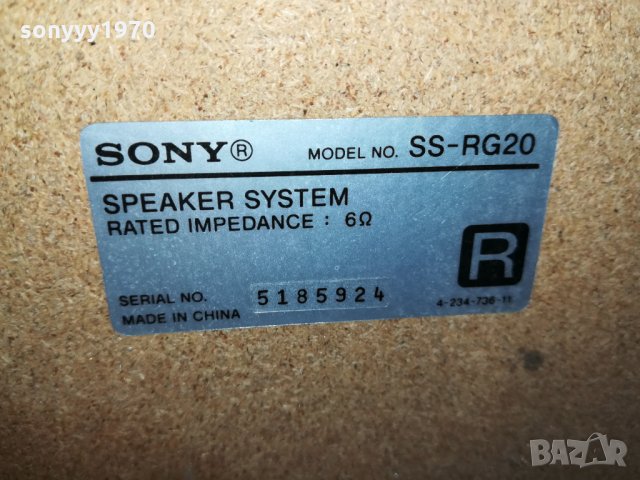 sonyyy1970
SONY® MODEL NO. SS-RG20
SPEAKER SYSTEM
RATED IMPEDANCE : 6Ω
R
SERIAL NO. 5185924
MADE IN CHINA 4-234-736-11
bazar